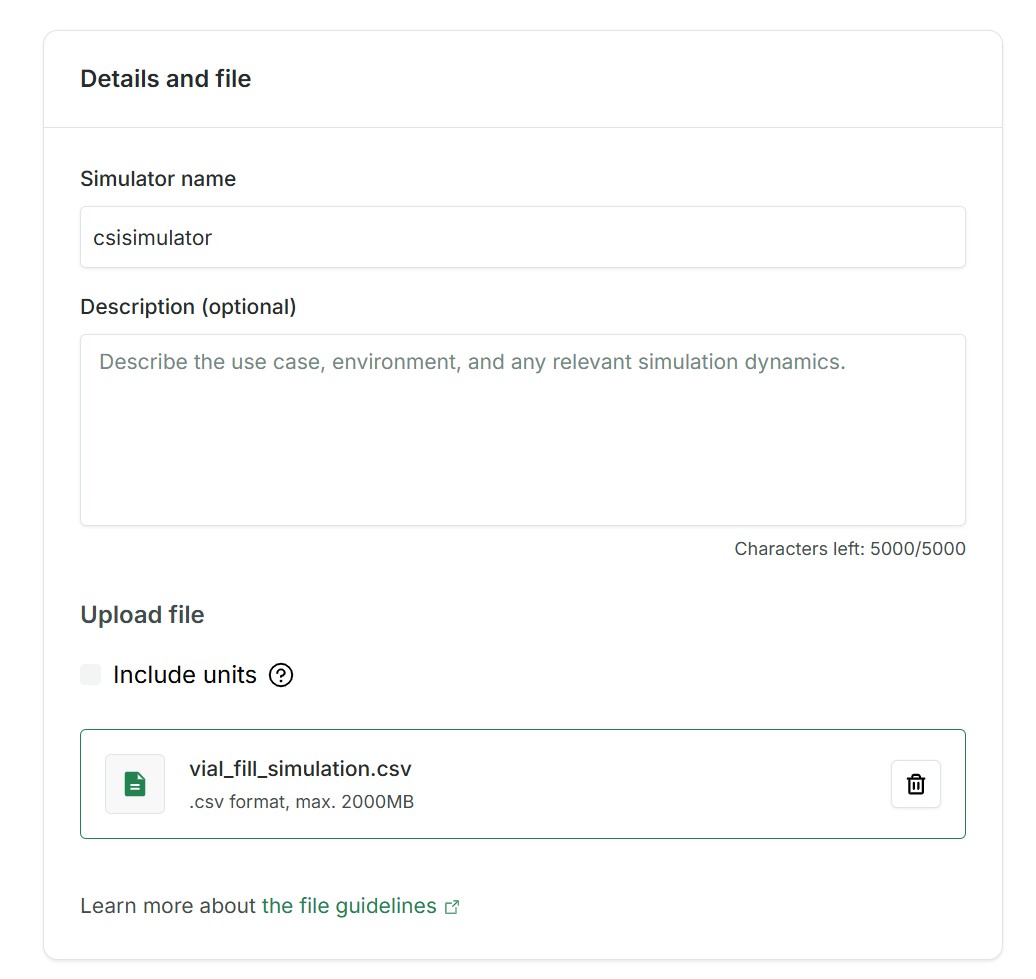 Details and file
Simulator name
csisimulator
Description (optional)
Describe the use case, environment, and any relevant simulation dynamics.
Characters left: 5000/5000
Upload file
Include units ?
vial_fill_simulation.csv
.csv format, max. 2000MB
Learn more about the file guidelines